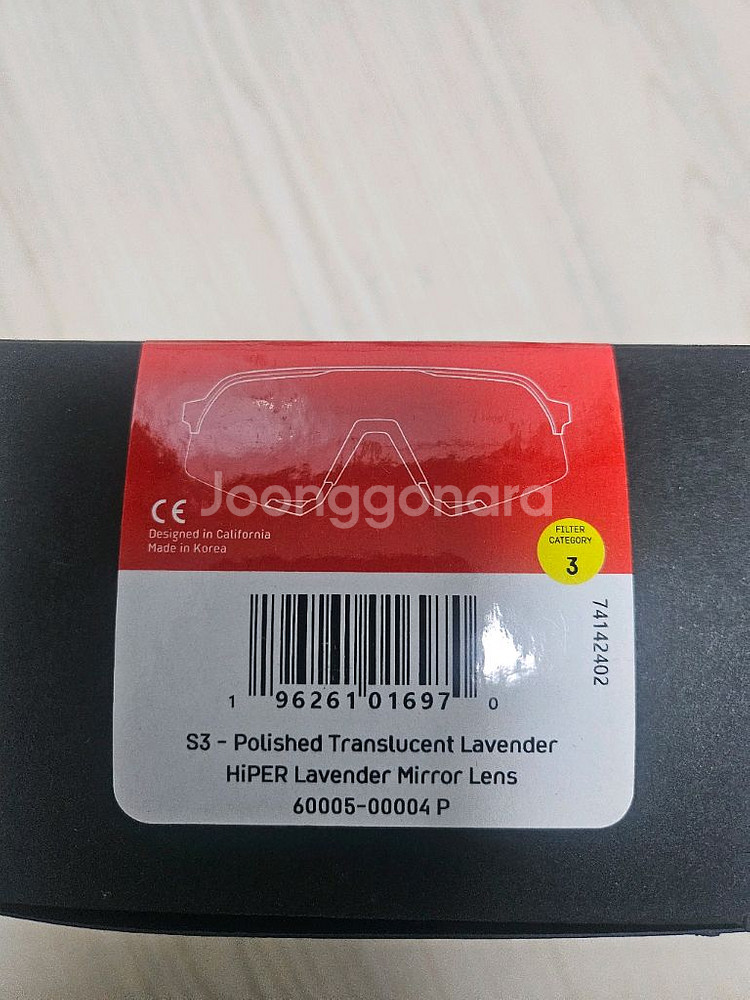 Joonggonara
CE
Designed in California
Made in Korea
FILTER
CATEGORY
3
74142402
1 96261 01697 0
S3 - Polished Translucent Lavender
HiPER Lavender Mirror Lens
60005-00004 P